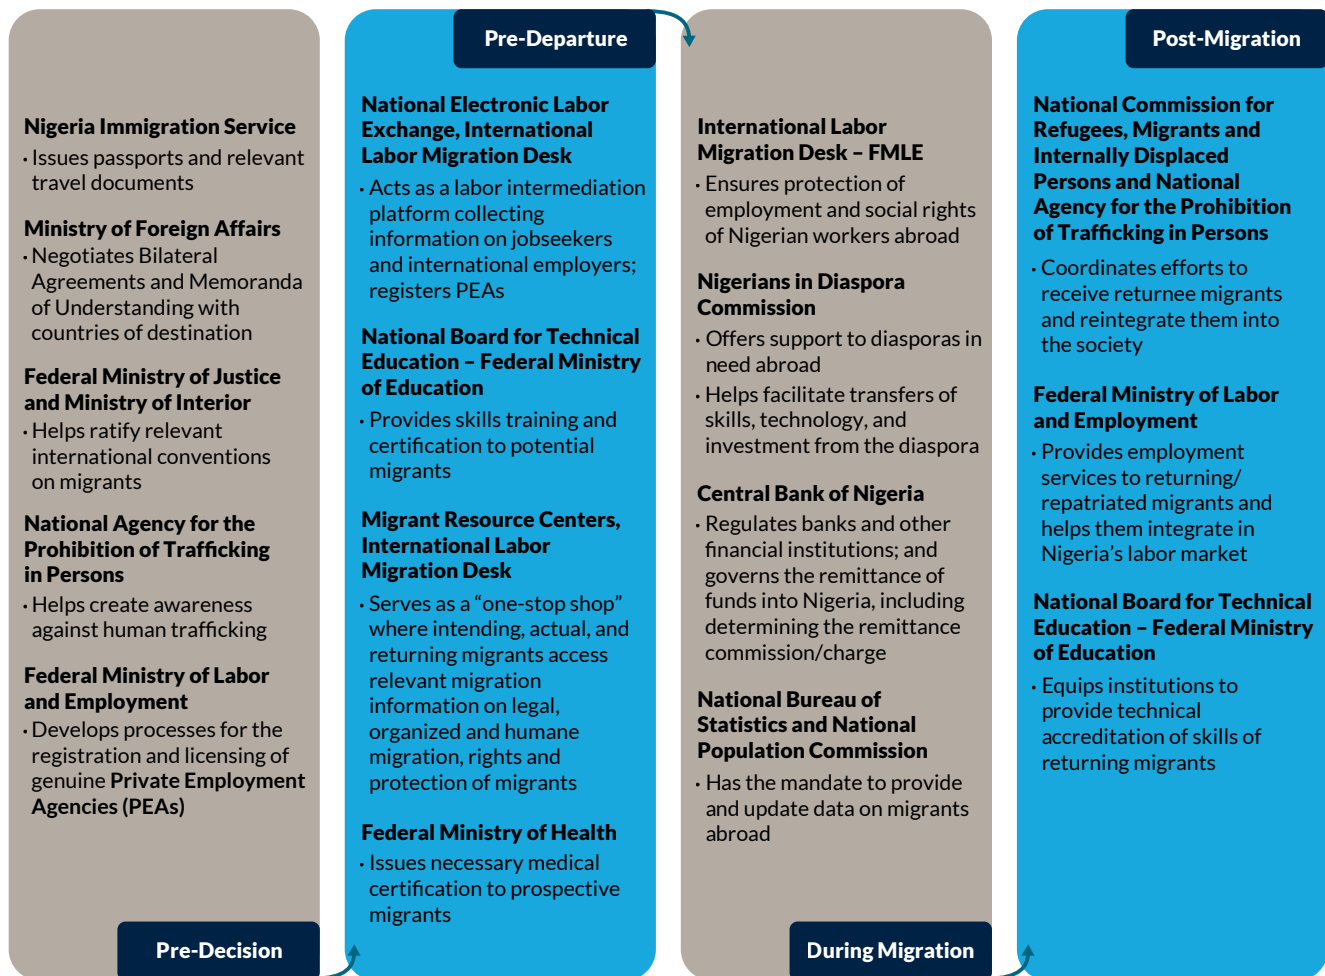 Nigeria Immigration Service
· Issues passports and relevant
travel documents
Ministry of Foreign Affairs
· Negotiates Bilateral
Agreements and Memoranda
of Understanding with
countries of destination
Federal Ministry of Justice
and Ministry of Interior
· Helps ratify relevant
international conventions
on migrants
National Agency for the
Prohibition of Trafficking
in Persons
· Helps create awareness
against human trafficking
Federal Ministry of Labor
and Employment
· Develops processes for the
registration and licensing of
genuine Private Employment
Agencies (PEAs)
Pre-Decision
Pre-Departure
National Electronic Labor
Exchange, International
Labor Migration Desk
· Acts as a labor intermediation
platform collecting
information on jobseekers
and international employers;
registers PEAs
National Board for Technical
Education – Federal Ministry
of Education
· Provides skills training and
certification to potential
migrants
Migrant Resource Centers,
International Labor
Migration Desk
· Serves as a “one-stop shop”
where intending, actual, and
returning migrants access
relevant migration
information on legal,
organized and humane
migration, rights and
protection of migrants
Federal Ministry of Health
· Issues necessary medical
certification to prospective
migrants
International Labor
Migration Desk – FMLE
· Ensures protection of
employment and social rights
of Nigerian workers abroad
Nigerians in Diaspora
Commission
· Offers support to diasporas in
need abroad
· Helps facilitate transfers of
skills, technology, and
investment from the diaspora
Central Bank of Nigeria
· Regulates banks and other
financial institutions; and
governs the remittance of
funds into Nigeria, including
determining the remittance
commission/charge
National Bureau of
Statistics and National
Population Commission
· Has the mandate to provide
and update data on migrants
abroad
During Migration
Post-Migration
National Commission for
Refugees, Migrants and
Internally Displaced
Persons and National
Agency for the Prohibition
of Trafficking in Persons
· Coordinates efforts to
receive returnee migrants
and reintegrate them into
the society
Federal Ministry of Labor
and Employment
· Provides employment
services to returning/
repatriated migrants and
helps them integrate in
Nigeria’s labor market
National Board for Technical
Education – Federal Ministry
of Education
· Equips institutions to
provide technical
accreditation of skills of
returning migrants